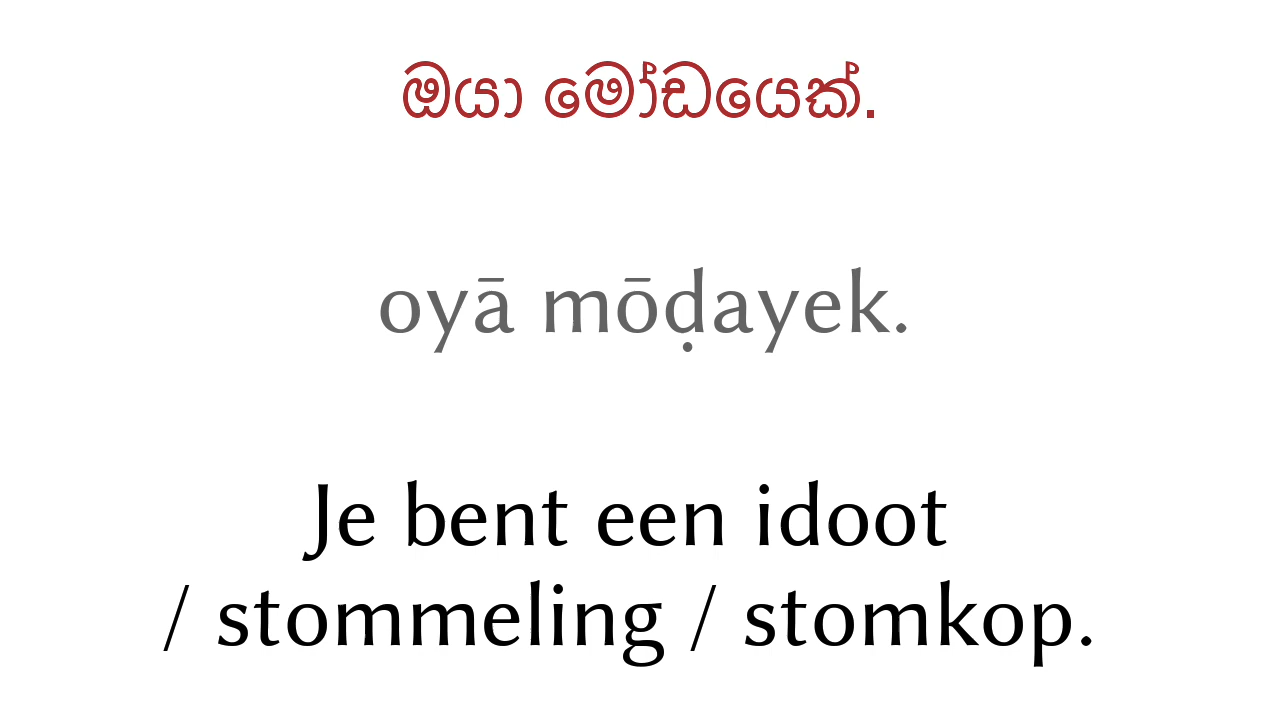 ඔයා මෝඩයෙක්.
oyā mōḍayek.
Je bent een idoot
/ stommeling / stomkop.